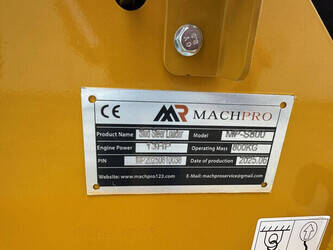 CE MR MACHPRO
Product Name Mini Skid Steer Loader Model MP-S800
Engine Power 13HP Operating Mass 800KG
PIN Date of production 2025.06
Website: www.machpro123.com E-Mail: machproservice@gmail.com